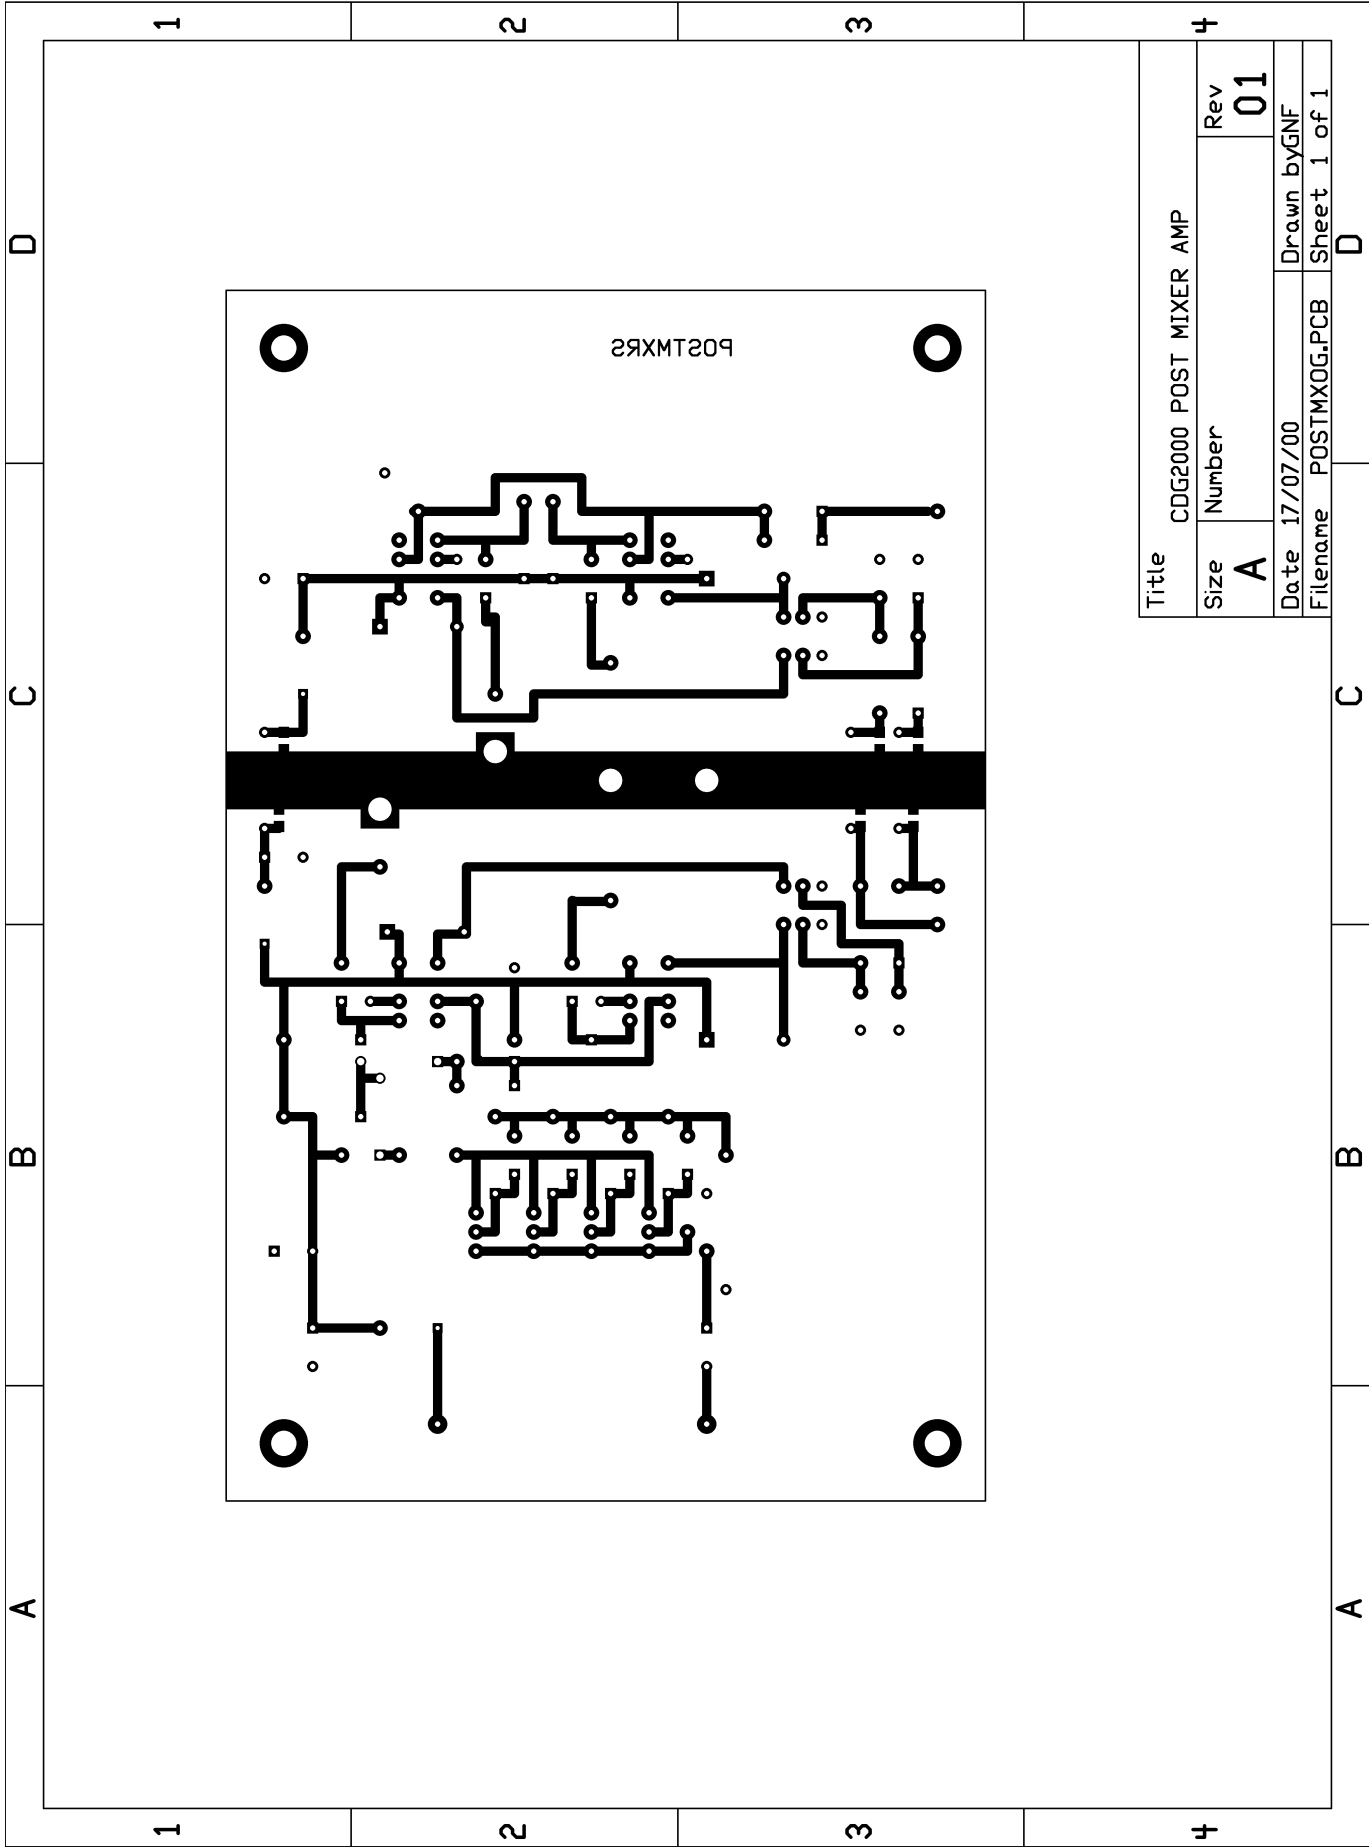 1
2
3
4
D
D
C
C
B
B
A
A
1
2
3
4
POSTMXRS
Title
CDG2000 POST MIXER AMP
Size
A
Number
Rev
01
Date 17/07/00
Drawn byGNF
Filename POSTMXOG.PCB
Sheet 1 of 1